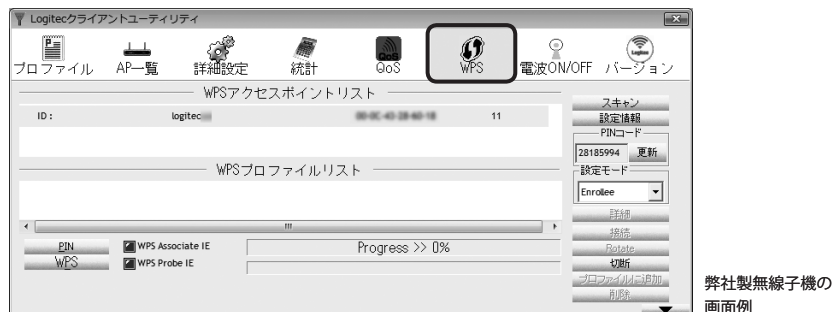 Logitecクライアントユーティリティ
プロファイル AP一覧 詳細設定 統計 QoS WPS 電波ON/OFF バージョン
WPSアクセスポイントリスト
ID : logitec 11
スキャン
設定情報
PINコード
28185994 更新
設定モード
Enrollee
WPSプロファイルリスト
詳細
接続
Rotate
切断
プロファイルに追加
削除
PIN WPS Associate IE Progress >> 0%
WPS WPS Probe IE
弊社製無線子機の
画面例